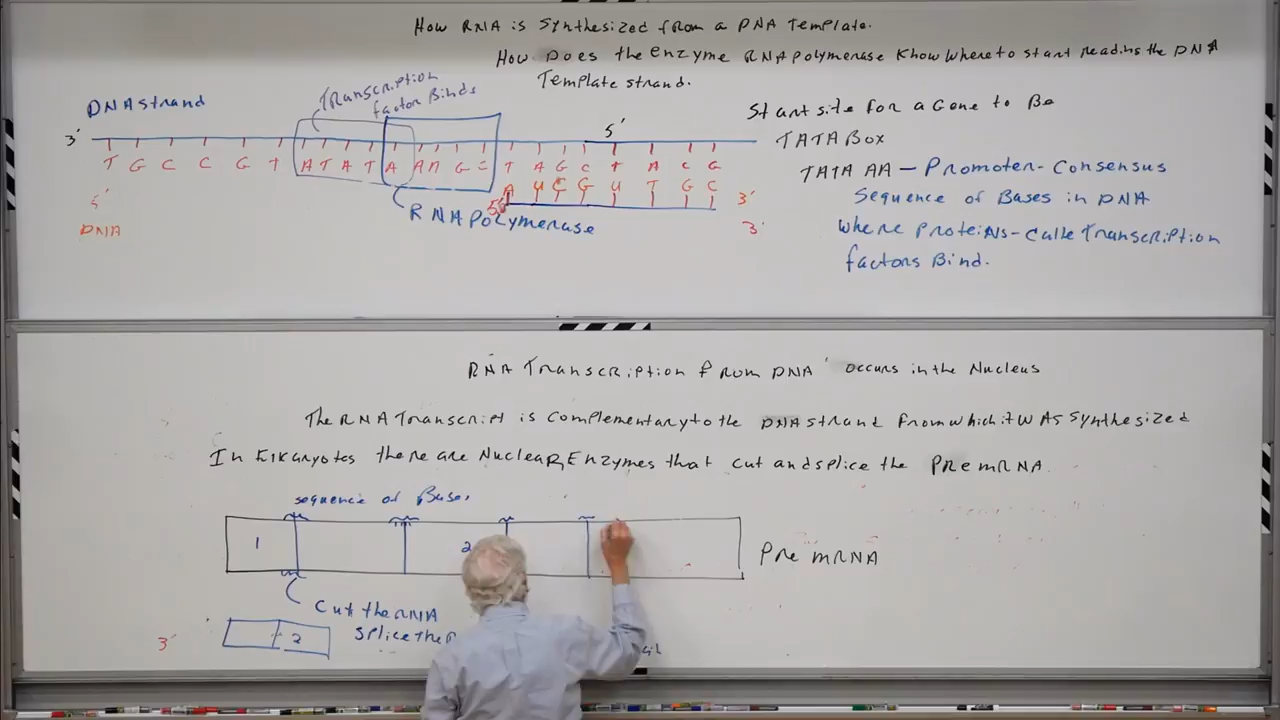 How RNA is synthesized from a DNA Template.
How Does the enzyme RNA polymerase Know where to start reading the DNA
Template strand.
DNA strand
Transcription
factor Binds
3' 5'
T G C C G T A T A T A A G T A G C T A C G
A U C G U T G C
5' 5' 3'
DNA 3'
RNA Polymerase
Start site for a Gene to Be
TATA Box
TATA AA – Promoter - Consensus
Sequence of Bases in DNA
where Proteins - calle Transcription
factors Bind.
RNA Transcription from DNA occurs in the Nucleus
The RNA Transcript is complementary to the DNA strand from which it was synthesized
In Eikaryotes there are Nuclear Enzymes that cut and splice the Pre mRNA
sequence of Bases
1 2
Pre mRNA
Cut the RNA
3' 2 Splice the